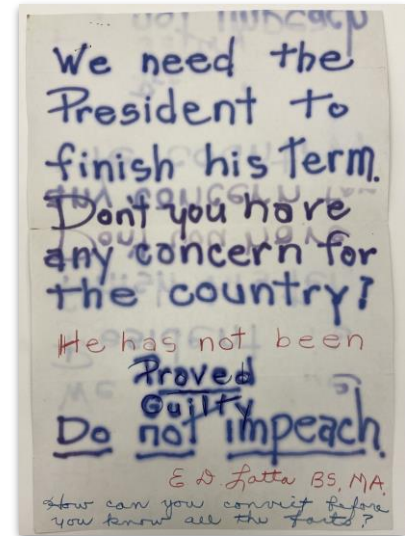 We need the
President to
finish his term.
Don't you have
any concern for
the country?
He has not been
Proved
Guilty
Do not impeach.
E D. Latta BS, MA.
How can you convict before
you know all the facts?